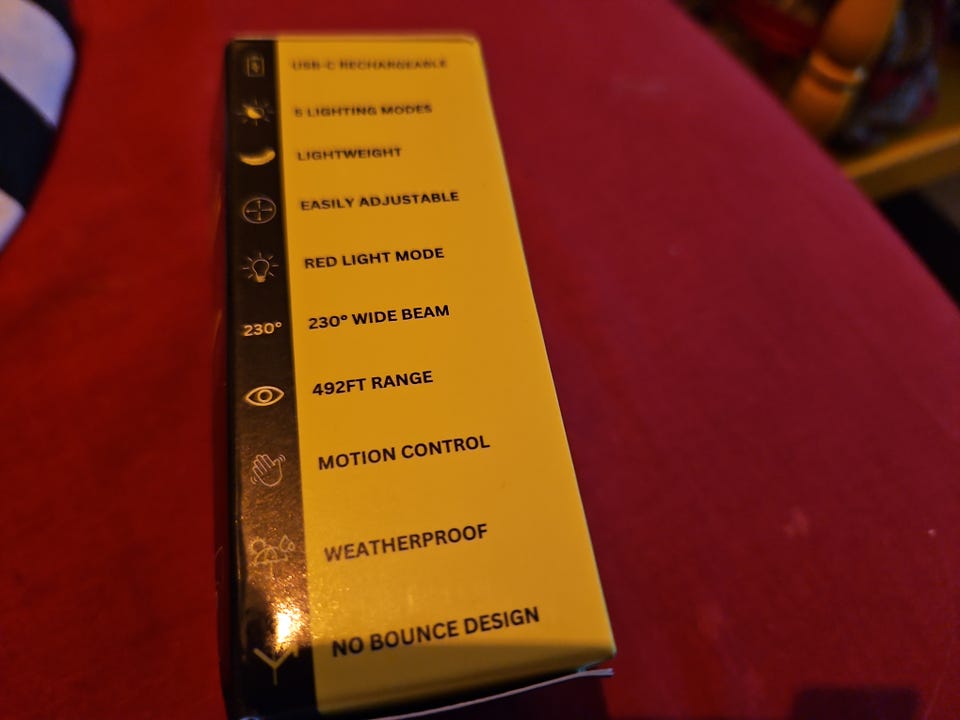 USB-C RECHARGEABLE
5 LIGHTING MODES
LIGHTWEIGHT
EASILY ADJUSTABLE
RED LIGHT MODE
230° 230° WIDE BEAM
492FT RANGE
MOTION CONTROL
WEATHERPROOF
NO BOUNCE DESIGN